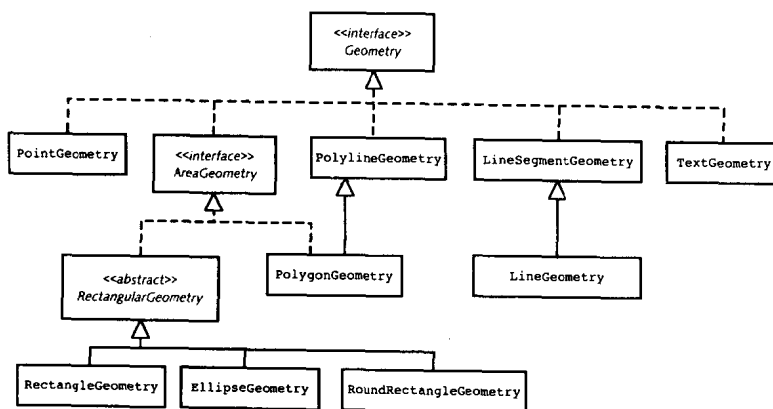 <<interface>>
Geometry
PointGeometry
<<interface>>
AreaGeometry
PolylineGeometry
LineSegmentGeometry
TextGeometry
<<abstract>>
RectangularGeometry
PolygonGeometry
LineGeometry
RectangleGeometry
EllipseGeometry
RoundRectangleGeometry